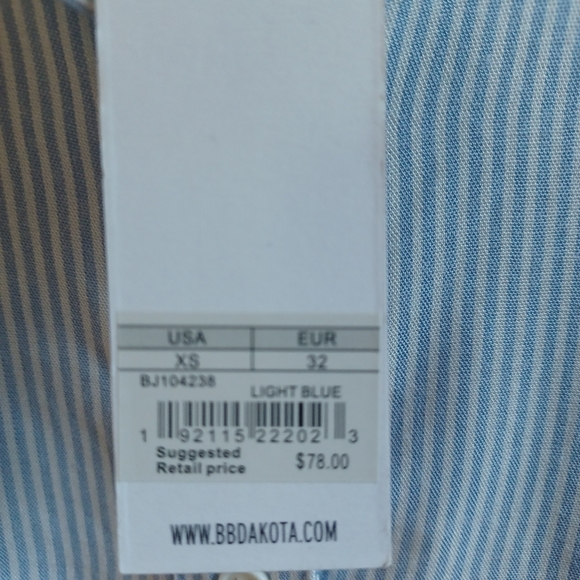 USA EUR
XS 32
BJ104238
LIGHT BLUE
1 92115 22202 3
Suggested
Retail price $78.00
WWW.BBDAKOTA.COM